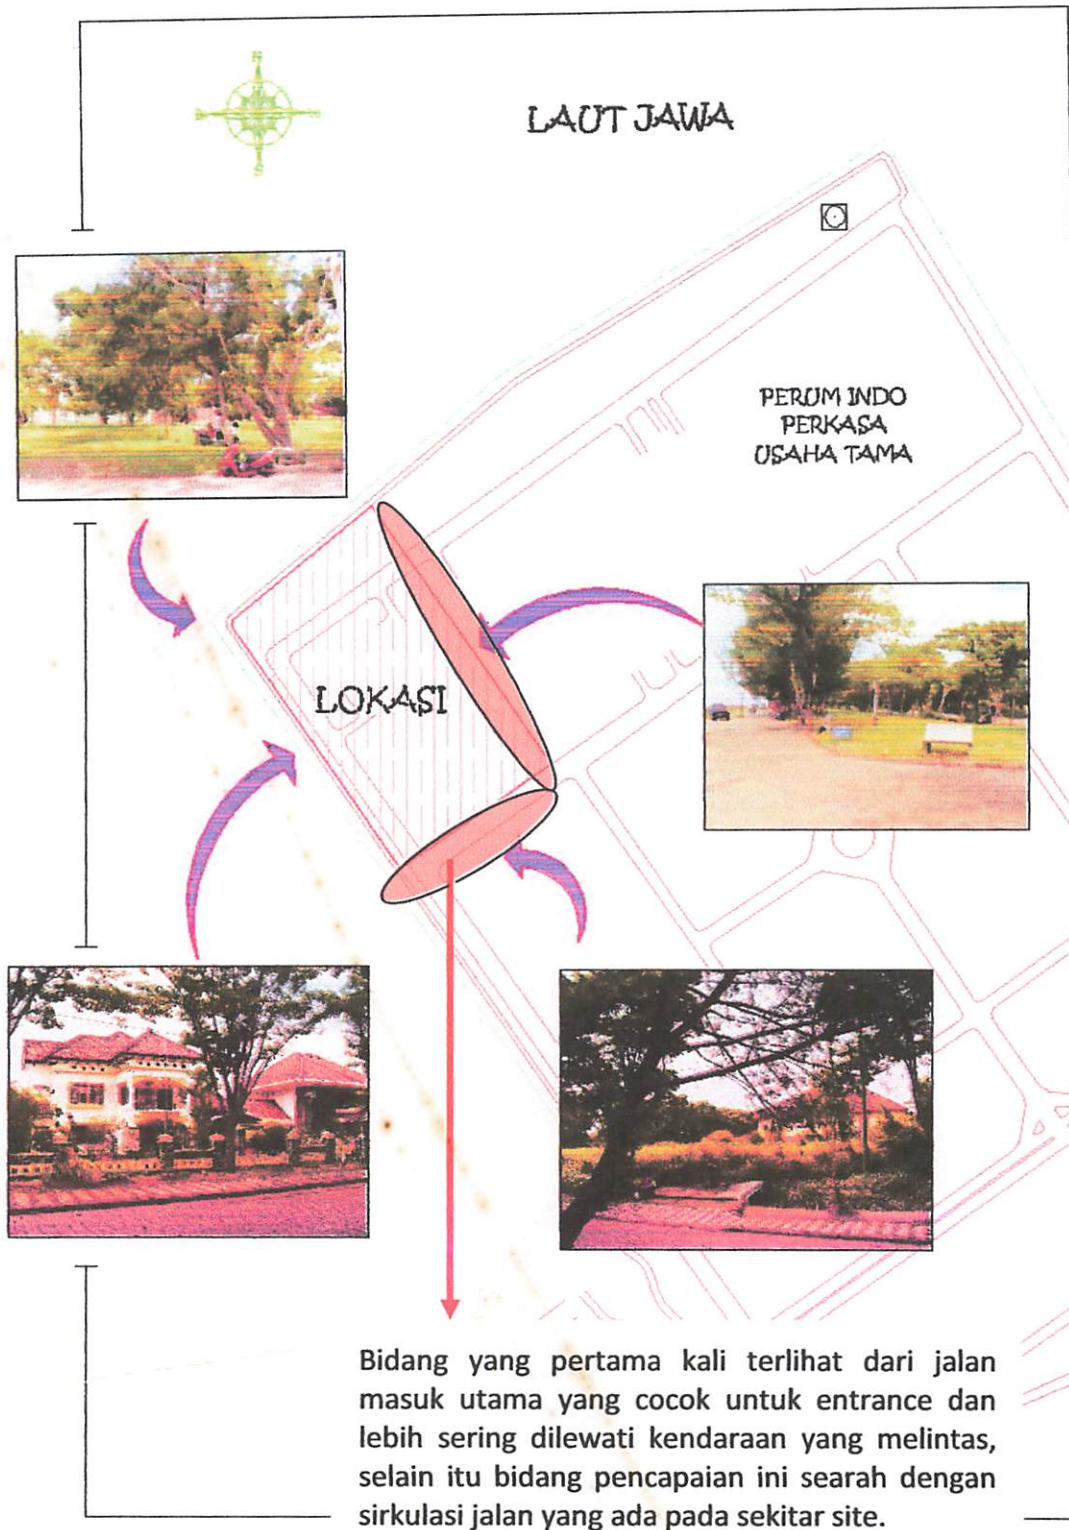 LAUT JAWA
PERUM INDO
PERKASA
USAHA TAMA
LOKASI
Bidang yang pertama kali terlihat dari jalan
masuk utama yang cocok untuk entrance dan
lebih sering dilewati kendaraan yang melintas,
selain itu bidang pencapaian ini searah dengan
sirkulasi jalan yang ada pada sekitar site.